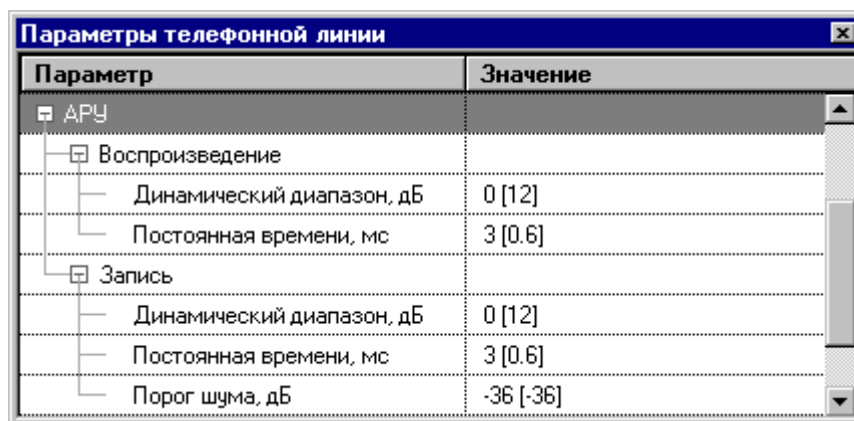 Параметры телефонной линии
Параметр Значение
АРУ
Воспроизведение
Динамический диапазон, дБ 0 [12]
Постоянная времени, мс 3 [0.6]
Запись
Динамический диапазон, дБ 0 [12]
Постоянная времени, мс 3 [0.6]
Порог шума, дБ -36 [-36]